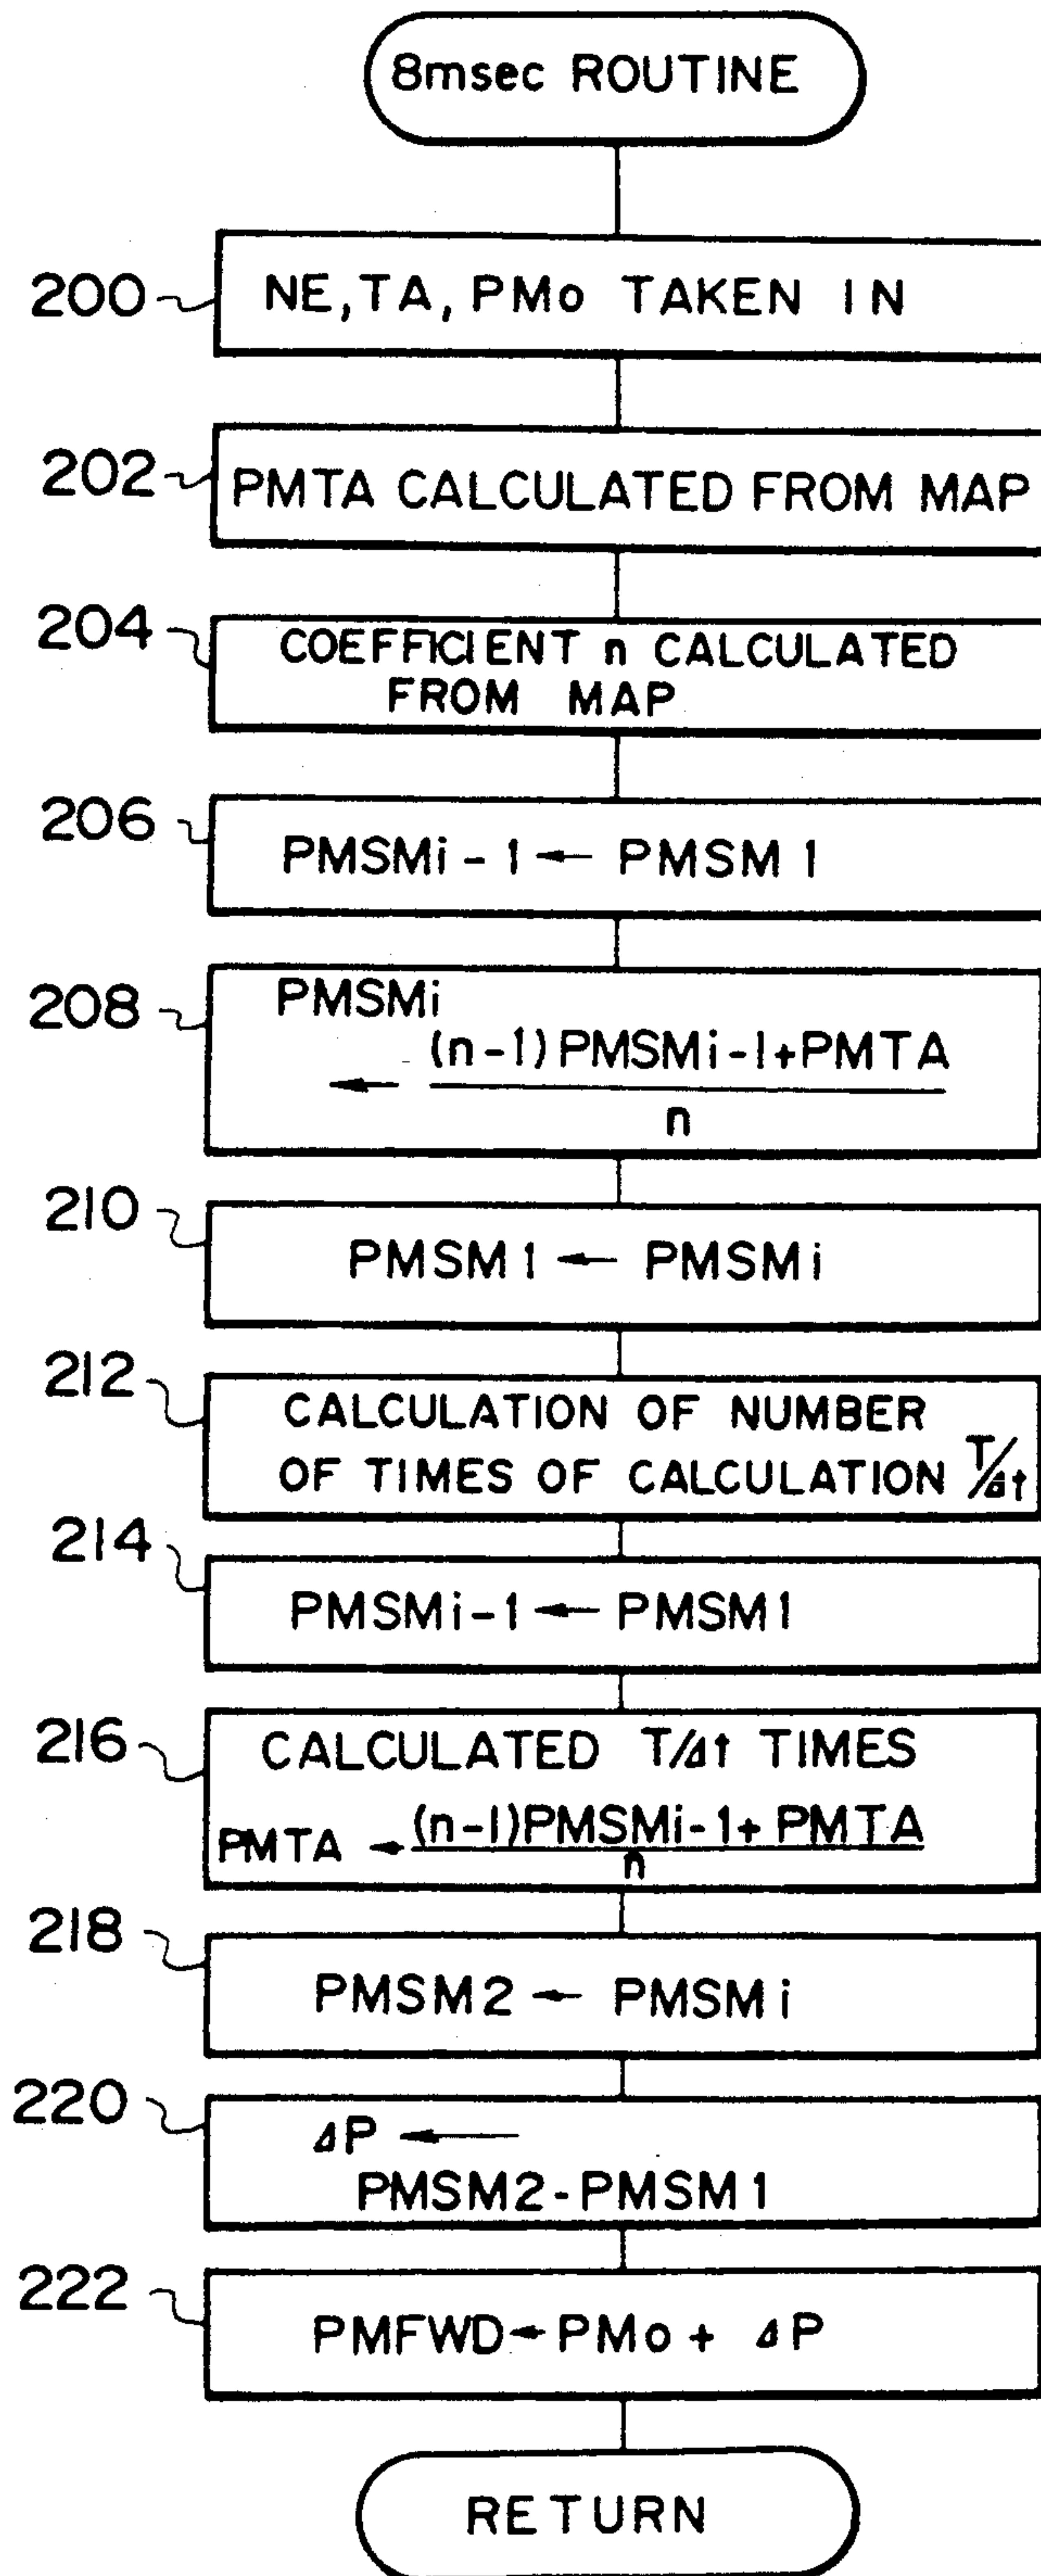 8msec ROUTINE
200
NE, TA, PMo TAKEN IN
202
PMTA CALCULATED FROM MAP
204
COEFFICIENT n CALCULATED
FROM MAP
206
PMSMi-1 ← PMSM1
208
PMSMi
← (n-1) PMSMi-1+PMTA
n
210
PMSM1 ← PMSMi
212
CALCULATION OF NUMBER
OF TIMES OF CALCULATION T/Δt
214
PMSMi-1 ← PMSM1
216
CALCULATED T/Δt TIMES
PMTA ← (n-1)PMSMi-1+ PMTA
n
218
PMSM2 ← PMSMi
220
ΔP ←
PMSM2-PMSM1
222
PMFWD ← PMo + ΔP
RETURN